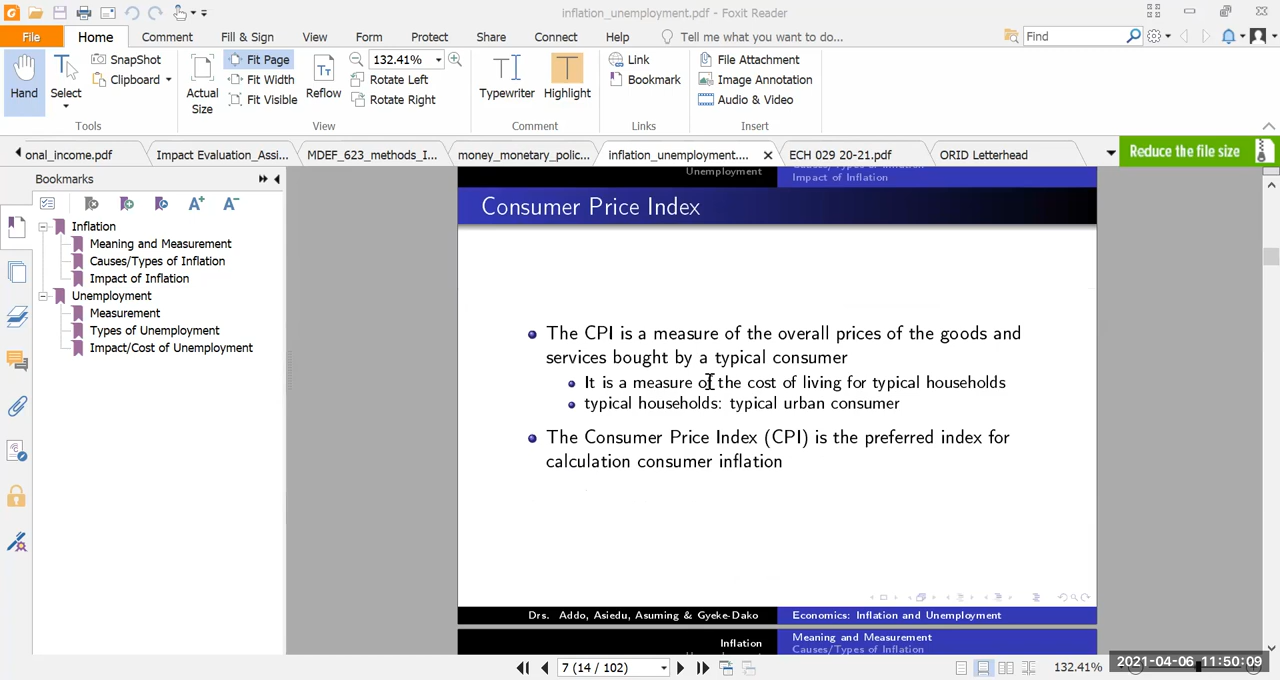 inflation_unemployment.pdf - Foxit Reader
File Home Comment Fill & Sign View Form Protect Share Connect Help Tell me what you want to do... Find
Hand
Select
SnapShot
Clipboard
Tools
Actual
Size
Fit Page
Fit Width
Fit Visible
Reflow
132.41%
Rotate Left
Rotate Right
View
Typewriter
Highlight
Comment
Link
Bookmark
Links
File Attachment
Image Annotation
Audio & Video
Insert
onal_income.pdf Impact Evaluation_Assi... MDEF_623_methods_I... money_monetary_polic... inflation_unemployment.... ECH 029 20-21.pdf ORID Letterhead Reduce the file size
Bookmarks
Inflation
Meaning and Measurement
Causes/Types of Inflation
Impact of Inflation
Unemployment
Measurement
Types of Unemployment
Impact/Cost of Unemployment
Unemployment
Impact of Inflation
Consumer Price Index
The CPI is a measure of the overall prices of the goods and
services bought by a typical consumer
It is a measure of the cost of living for typical households
typical households: typical urban consumer
The Consumer Price Index (CPI) is the preferred index for
calculation consumer inflation
Drs. Addo, Asiedu, Asuming & Gyeke-Dako Economics: Inflation and Unemployment
Inflation
Meaning and Measurement
Causes/Types of Inflation
7 (14 / 102)
132.41%
2021-04-06 11:50:09